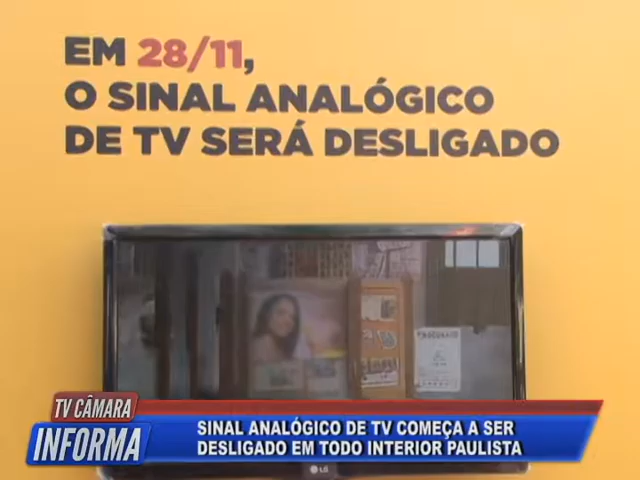 EM 28/11,
O SINAL ANALÓGICO
DE TV SERÁ DESLIGADO
TV CÂMARA
INFORMA
SINAL ANALÓGICO DE TV COMEÇA A SER
DESLIGADO EM TODO INTERIOR PAULISTA
LG